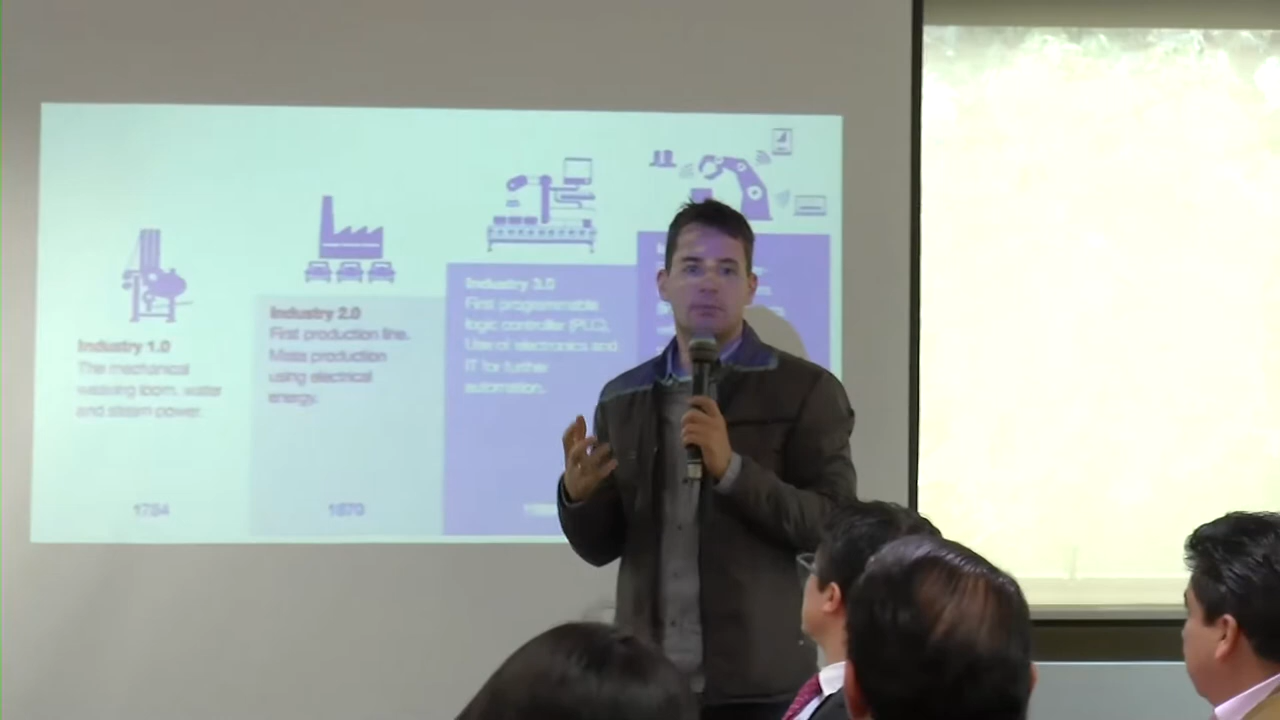 Industry 1.0
The mechanical
weaving loom, water
and steam power.
1784
Industry 2.0
First production line.
Mass production
using electrical
energy.
1870
Industry 3.0
First programmable
logic controller (PLC).
Use of electronics and
IT for further
automation.